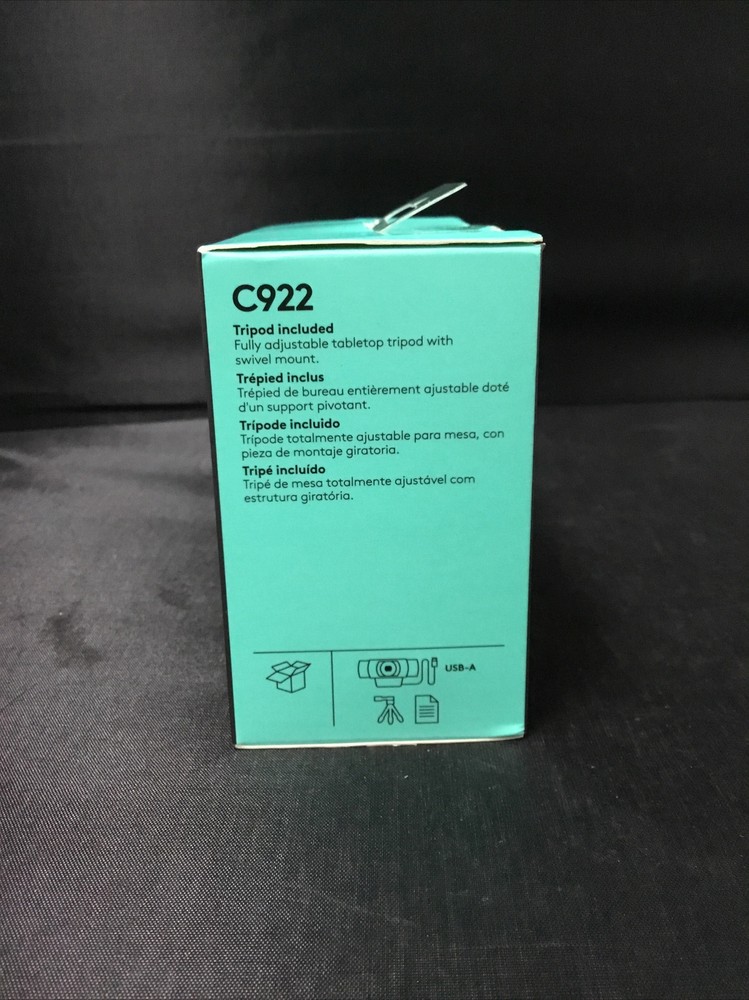 C922
Tripod included
Fully adjustable tabletop tripod with
swivel mount.
Trépied inclus
Trépied de bureau entièrement ajustable doté
d'un support pivotant.
Trípode incluido
Trípode totalmente ajustable para mesa, con
pieza de montaje giratoria.
Tripé incluído
Tripé de mesa totalmente ajustável com
estrutura giratória.
USB-A